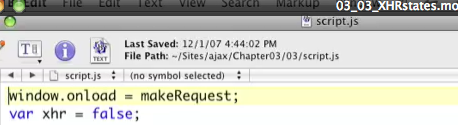 Edit File Edit Text View Search Makeup 03_03_XHRstates.mo
script.js
Last Saved: 12/1/07 4:44:02 PM
File Path: ~/Sites/ajax/Chapter03/03/script.js
T
TEXT
script.js (no symbol selected)
window.onload = makeRequest;
var xhr = false;